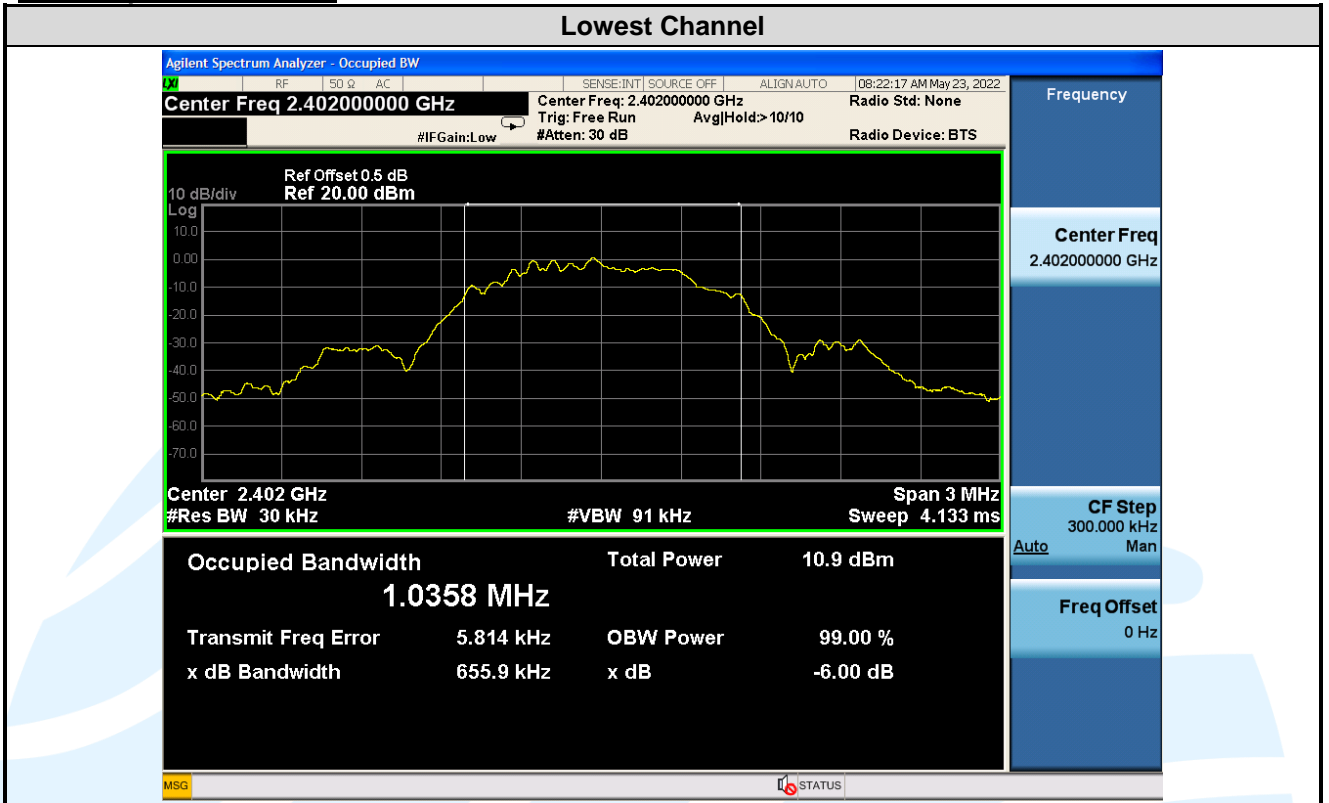 Lowest Channel
Agilent Spectrum Analyzer - Occupied BW
LXI RF 50 Ω AC SENSE:INT SOURCE OFF ALIGN AUTO 08:22:17 AM May 23, 2022
Center Freq 2.402000000 GHz
Center Freq: 2.402000000 GHz
Radio Std: None
Trig: Free Run Avg|Hold:>10/10
#IFGain:Low
#Atten: 30 dB
Radio Device: BTS
Ref Offset 0.5 dB
10 dB/div Ref 20.00 dBm
Log
10.0
0.00
-10.0
-20.0
-30.0
-40.0
-50.0
-60.0
-70.0
Center 2.402 GHz Span 3 MHz
#Res BW 30 kHz #VBW 91 kHz Sweep 4.133 ms
Occupied Bandwidth Total Power 10.9 dBm
1.0358 MHz
Transmit Freq Error 5.814 kHz OBW Power 99.00 %
x dB Bandwidth 655.9 kHz x dB -6.00 dB
Frequency
Center Freq
2.402000000 GHz
CF Step
300.000 kHz
Auto Man
Freq Offset
0 Hz
MSG STATUS